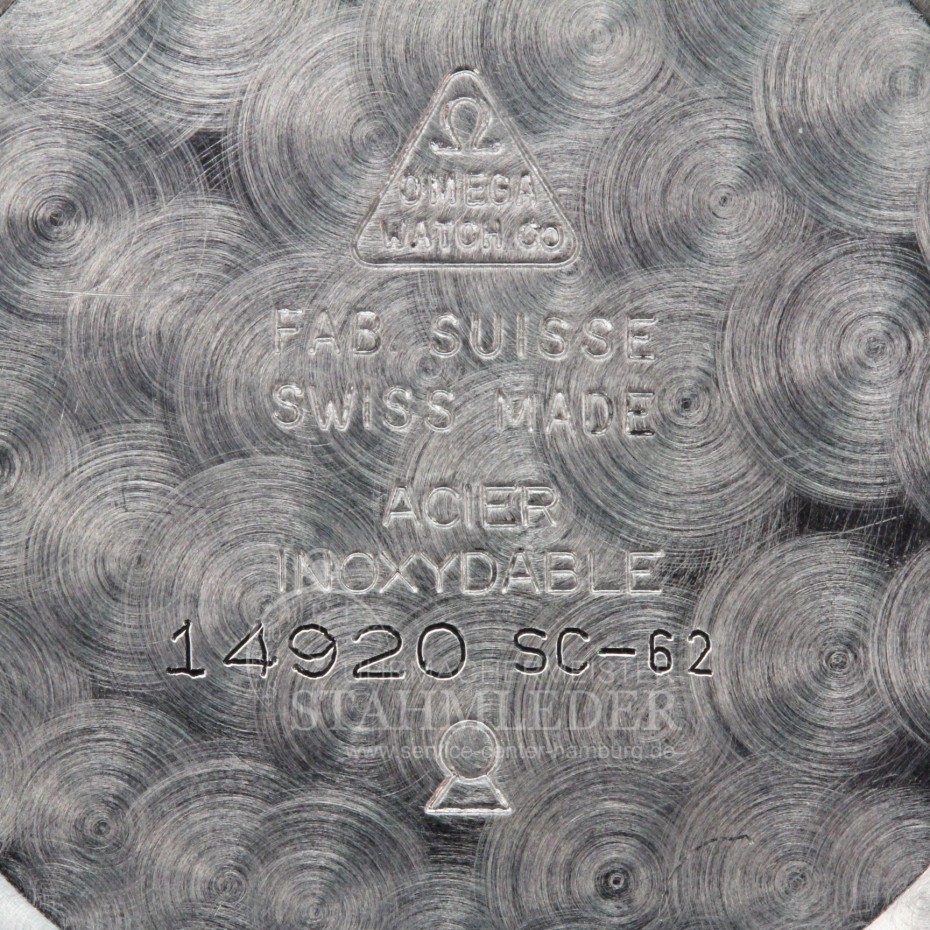 Ω
OMEGA
WATCH CO
FAB. SUISSE
SWISS MADE
ACIER
INOXYDABLE
14920 SC-62
STAHMLEDER
www.service-center-hamburg.de